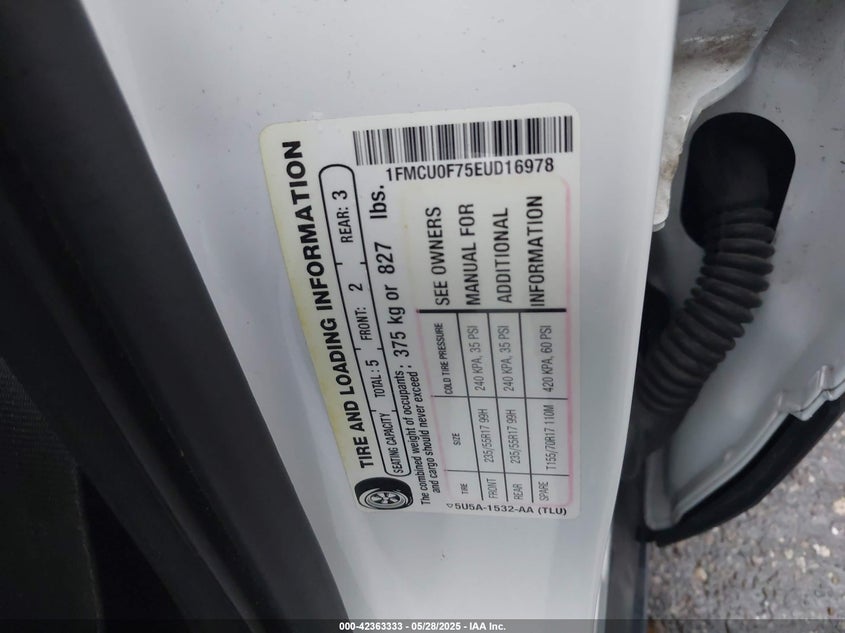 TIRE AND LOADING INFORMATION
SEATING CAPACITY TOTAL: 5 FRONT: 2 REAR: 3
The combined weight of occupants and cargo should never exceed: 375 kg or 827 lbs.
TIRE SIZE COLD TIRE PRESSURE
FRONT 235/55R17 99H 240 KPA, 35 PSI
REAR 235/55R17 99H 240 KPA, 35 PSI
SPARE T155/70R17 110M 420 KPA, 60 PSI
SEE OWNERS
MANUAL FOR
ADDITIONAL
INFORMATION
5U5A-1532-AA (TLU)
1FMCU0F75EUD16978
000-42363333 - 05/28/2025 - IAA Inc.